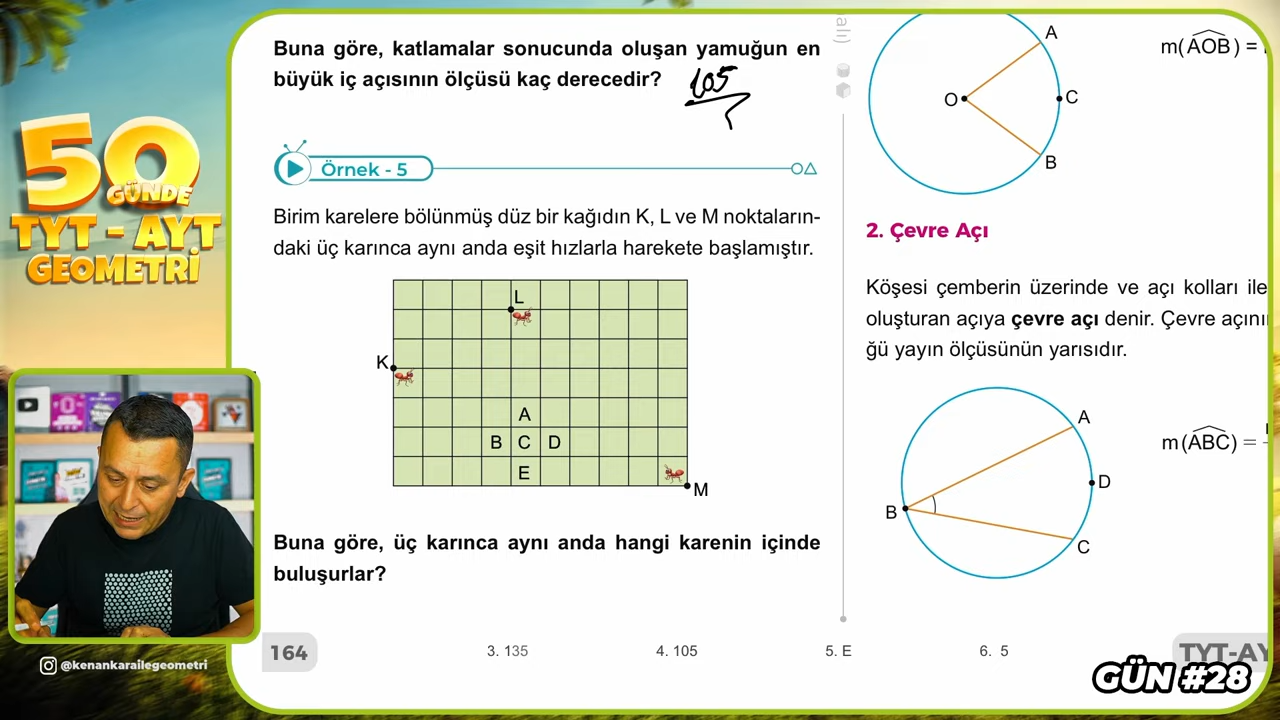 50
GÜNDE
TYT - AYT
GEOMETRİ
Buna göre, katlamalar sonucunda oluşan yamuğun en
büyük iç açısının ölçüsü kaç derecedir?
105
Örnek - 5
Birim karelere bölünmüş düz bir kağıdın K, L ve M noktaların-
daki üç karınca aynı anda eşit hızlarla harekete başlamıştır.
L
K
A
B C D
E
M
Buna göre, üç karınca aynı anda hangi karenin içinde
buluşurlar?
164
3. 135
4. 105
5. E
6. 5
A
O
C
B
m(AOB) =
2. Çevre Açı
Köşesi çemberin üzerinde ve açı kolları ile
oluşturan açıya çevre açı denir. Çevre açını
ğü yayın ölçüsünün yarısıdır.
A
D
B
C
m(ABC) =
TYT-AY
GÜN #28
@kenankarailegeometri